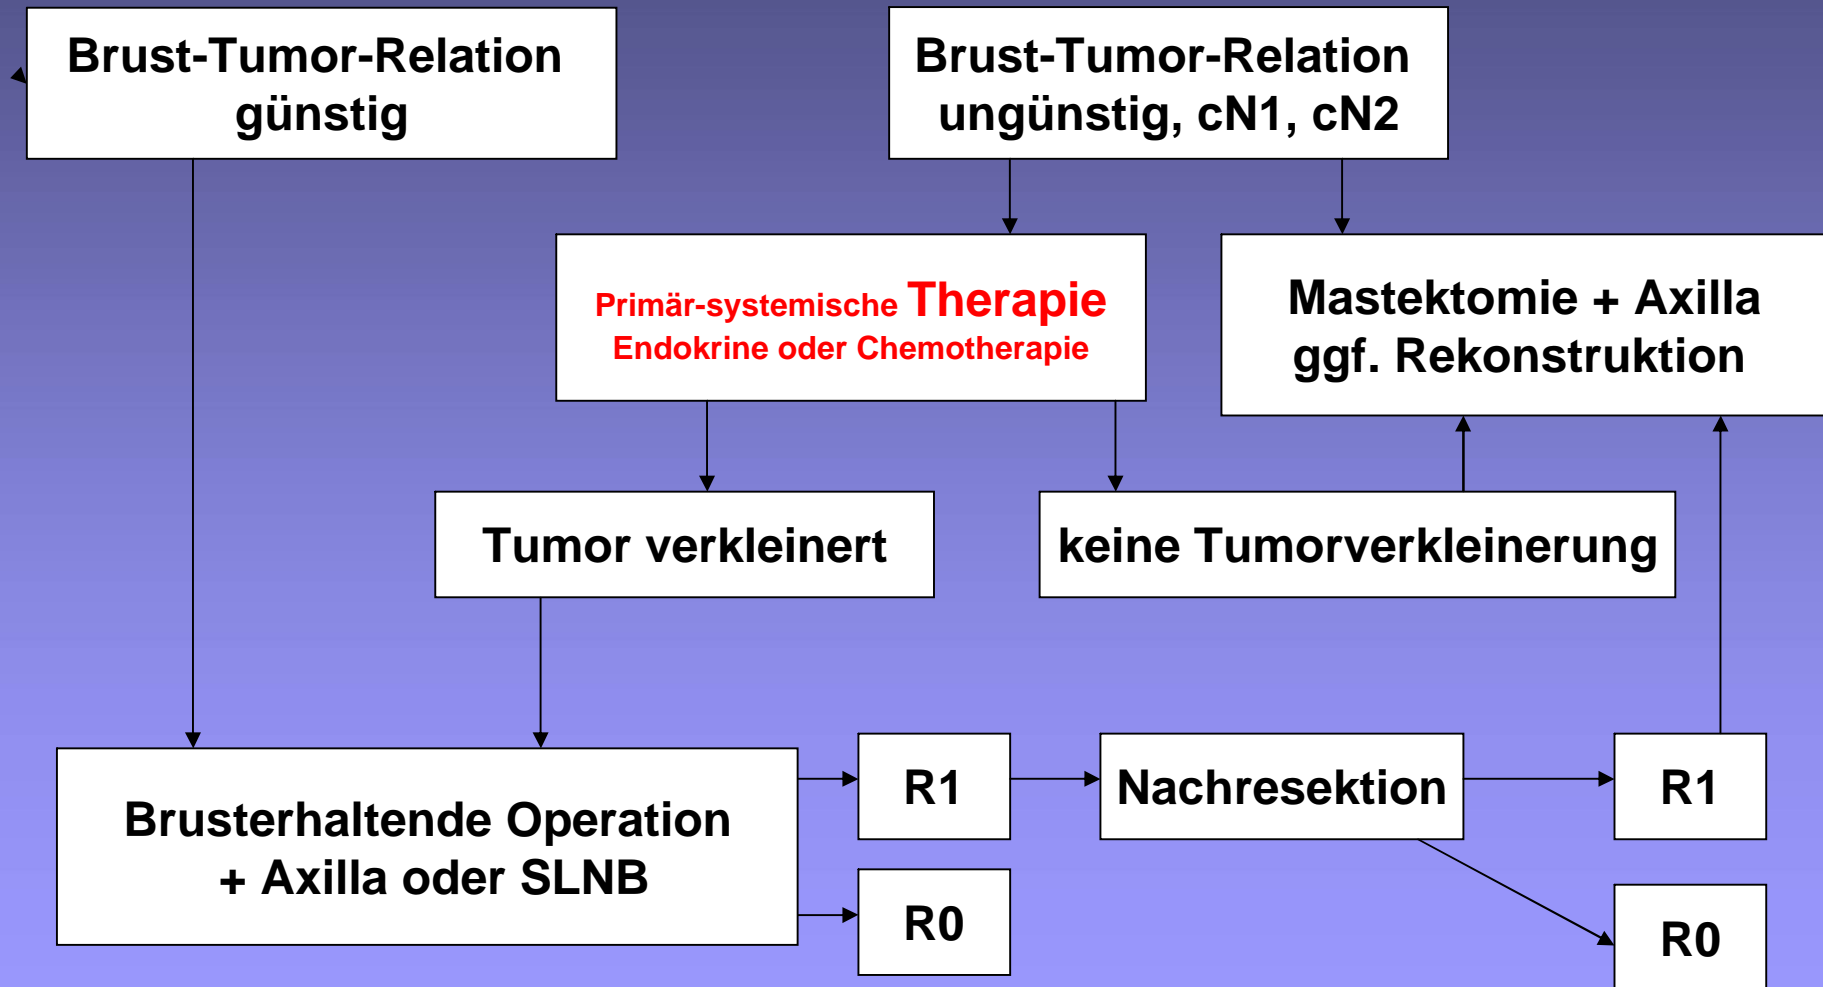 Brust-Tumor-Relation
günstig
Brust-Tumor-Relation
ungünstig, cN1, cN2
Primär-systemische Therapie
Endokrine oder Chemotherapie
Mastektomie + Axilla
ggf. Rekonstruktion
Tumor verkleinert
keine Tumorverkleinerung
Brusterhaltende Operation
+ Axilla oder SLNB
R1
Nachresektion
R1
R0
R0